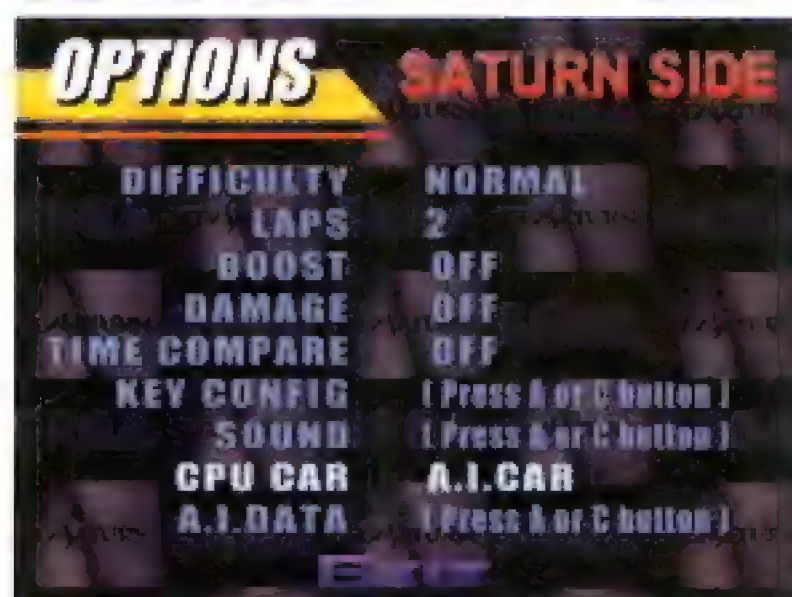 OPTIONS SATURN SIDE
DIFFICULTY NORMAL
LAPS 2
BOOST OFF
DAMAGE OFF
TIME COMPARE OFF
KEY CONFIG [ Press A or C button ]
SOUND [ Press A or C button ]
CPU CAR A.I.CAR
A.I.DATA [ Press A or C button ]